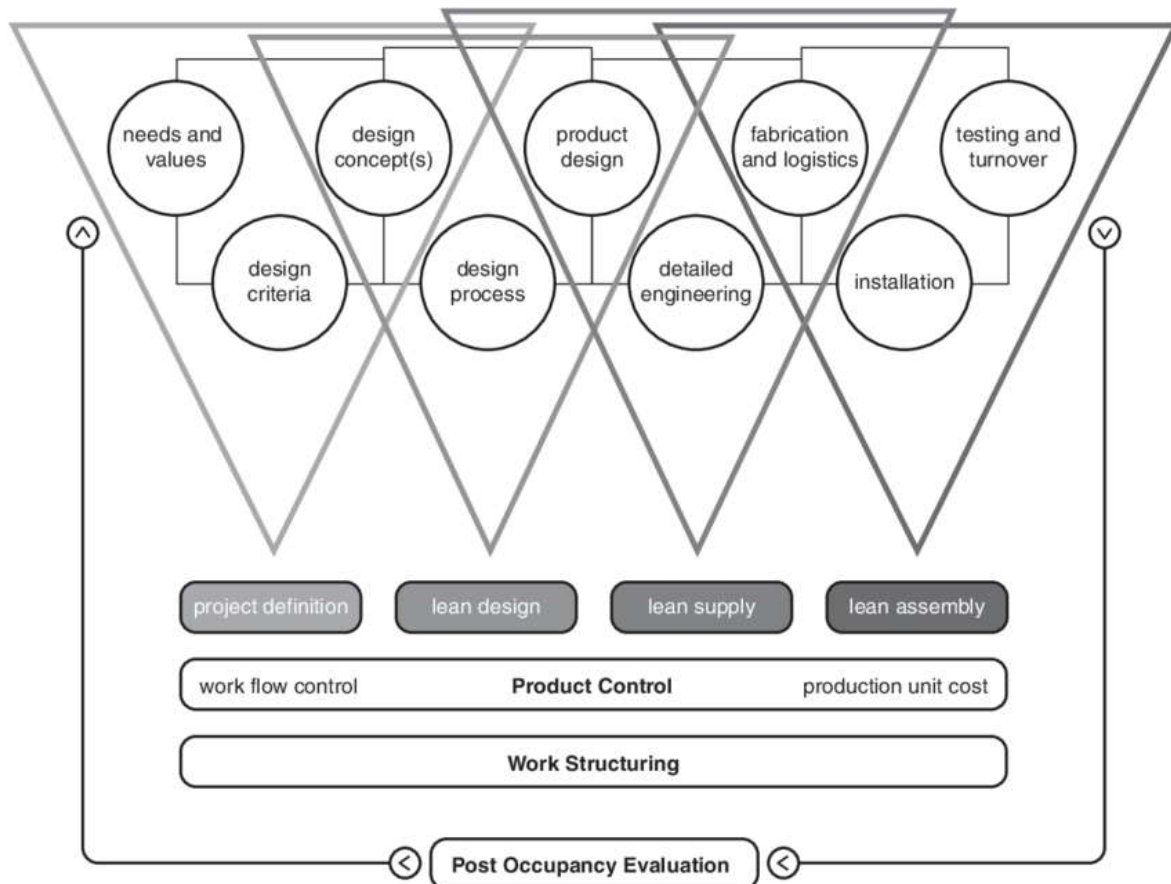 needs and
values
design
concept(s)
product
design
fabrication
and logistics
testing and
turnover
design
criteria
design
process
detailed
engineering
installation
project definition
lean design
lean supply
lean assembly
work flow control
Product Control
production unit cost
Work Structuring
Post Occupancy Evaluation